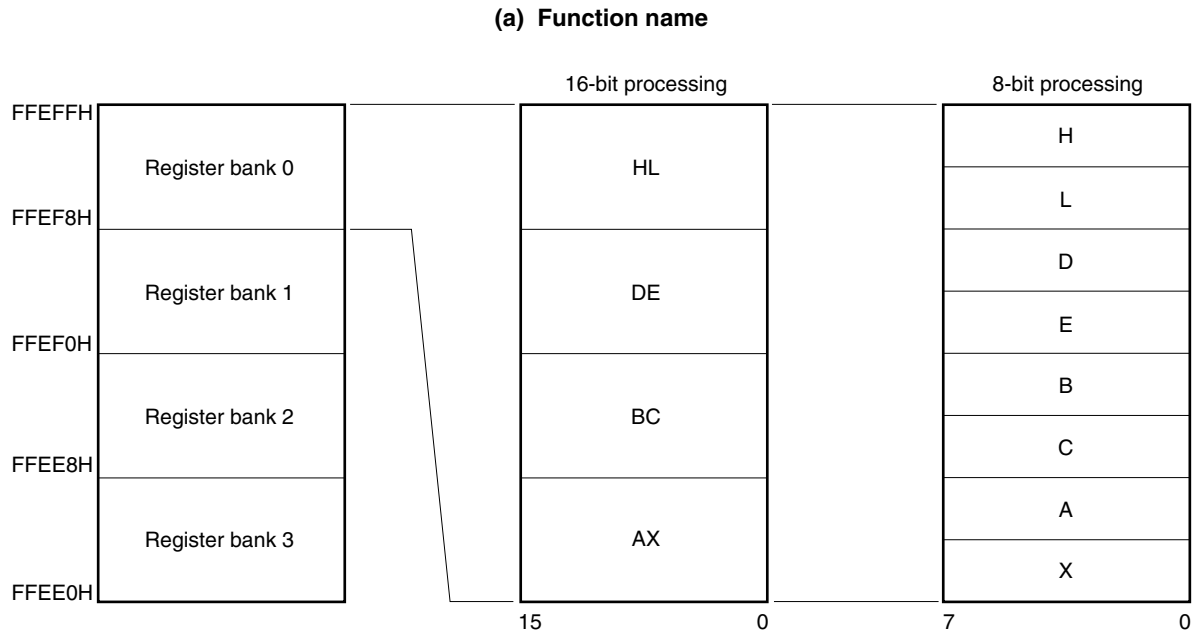 (a) Function name
16-bit processing
8-bit processing
FFEFFH
Register bank 0
HL
H
L
FFEF8H
Register bank 1
DE
D
E
FFEF0H
Register bank 2
BC
B
C
FFEE8H
Register bank 3
AX
A
X
FFEE0H
15 0
7 0